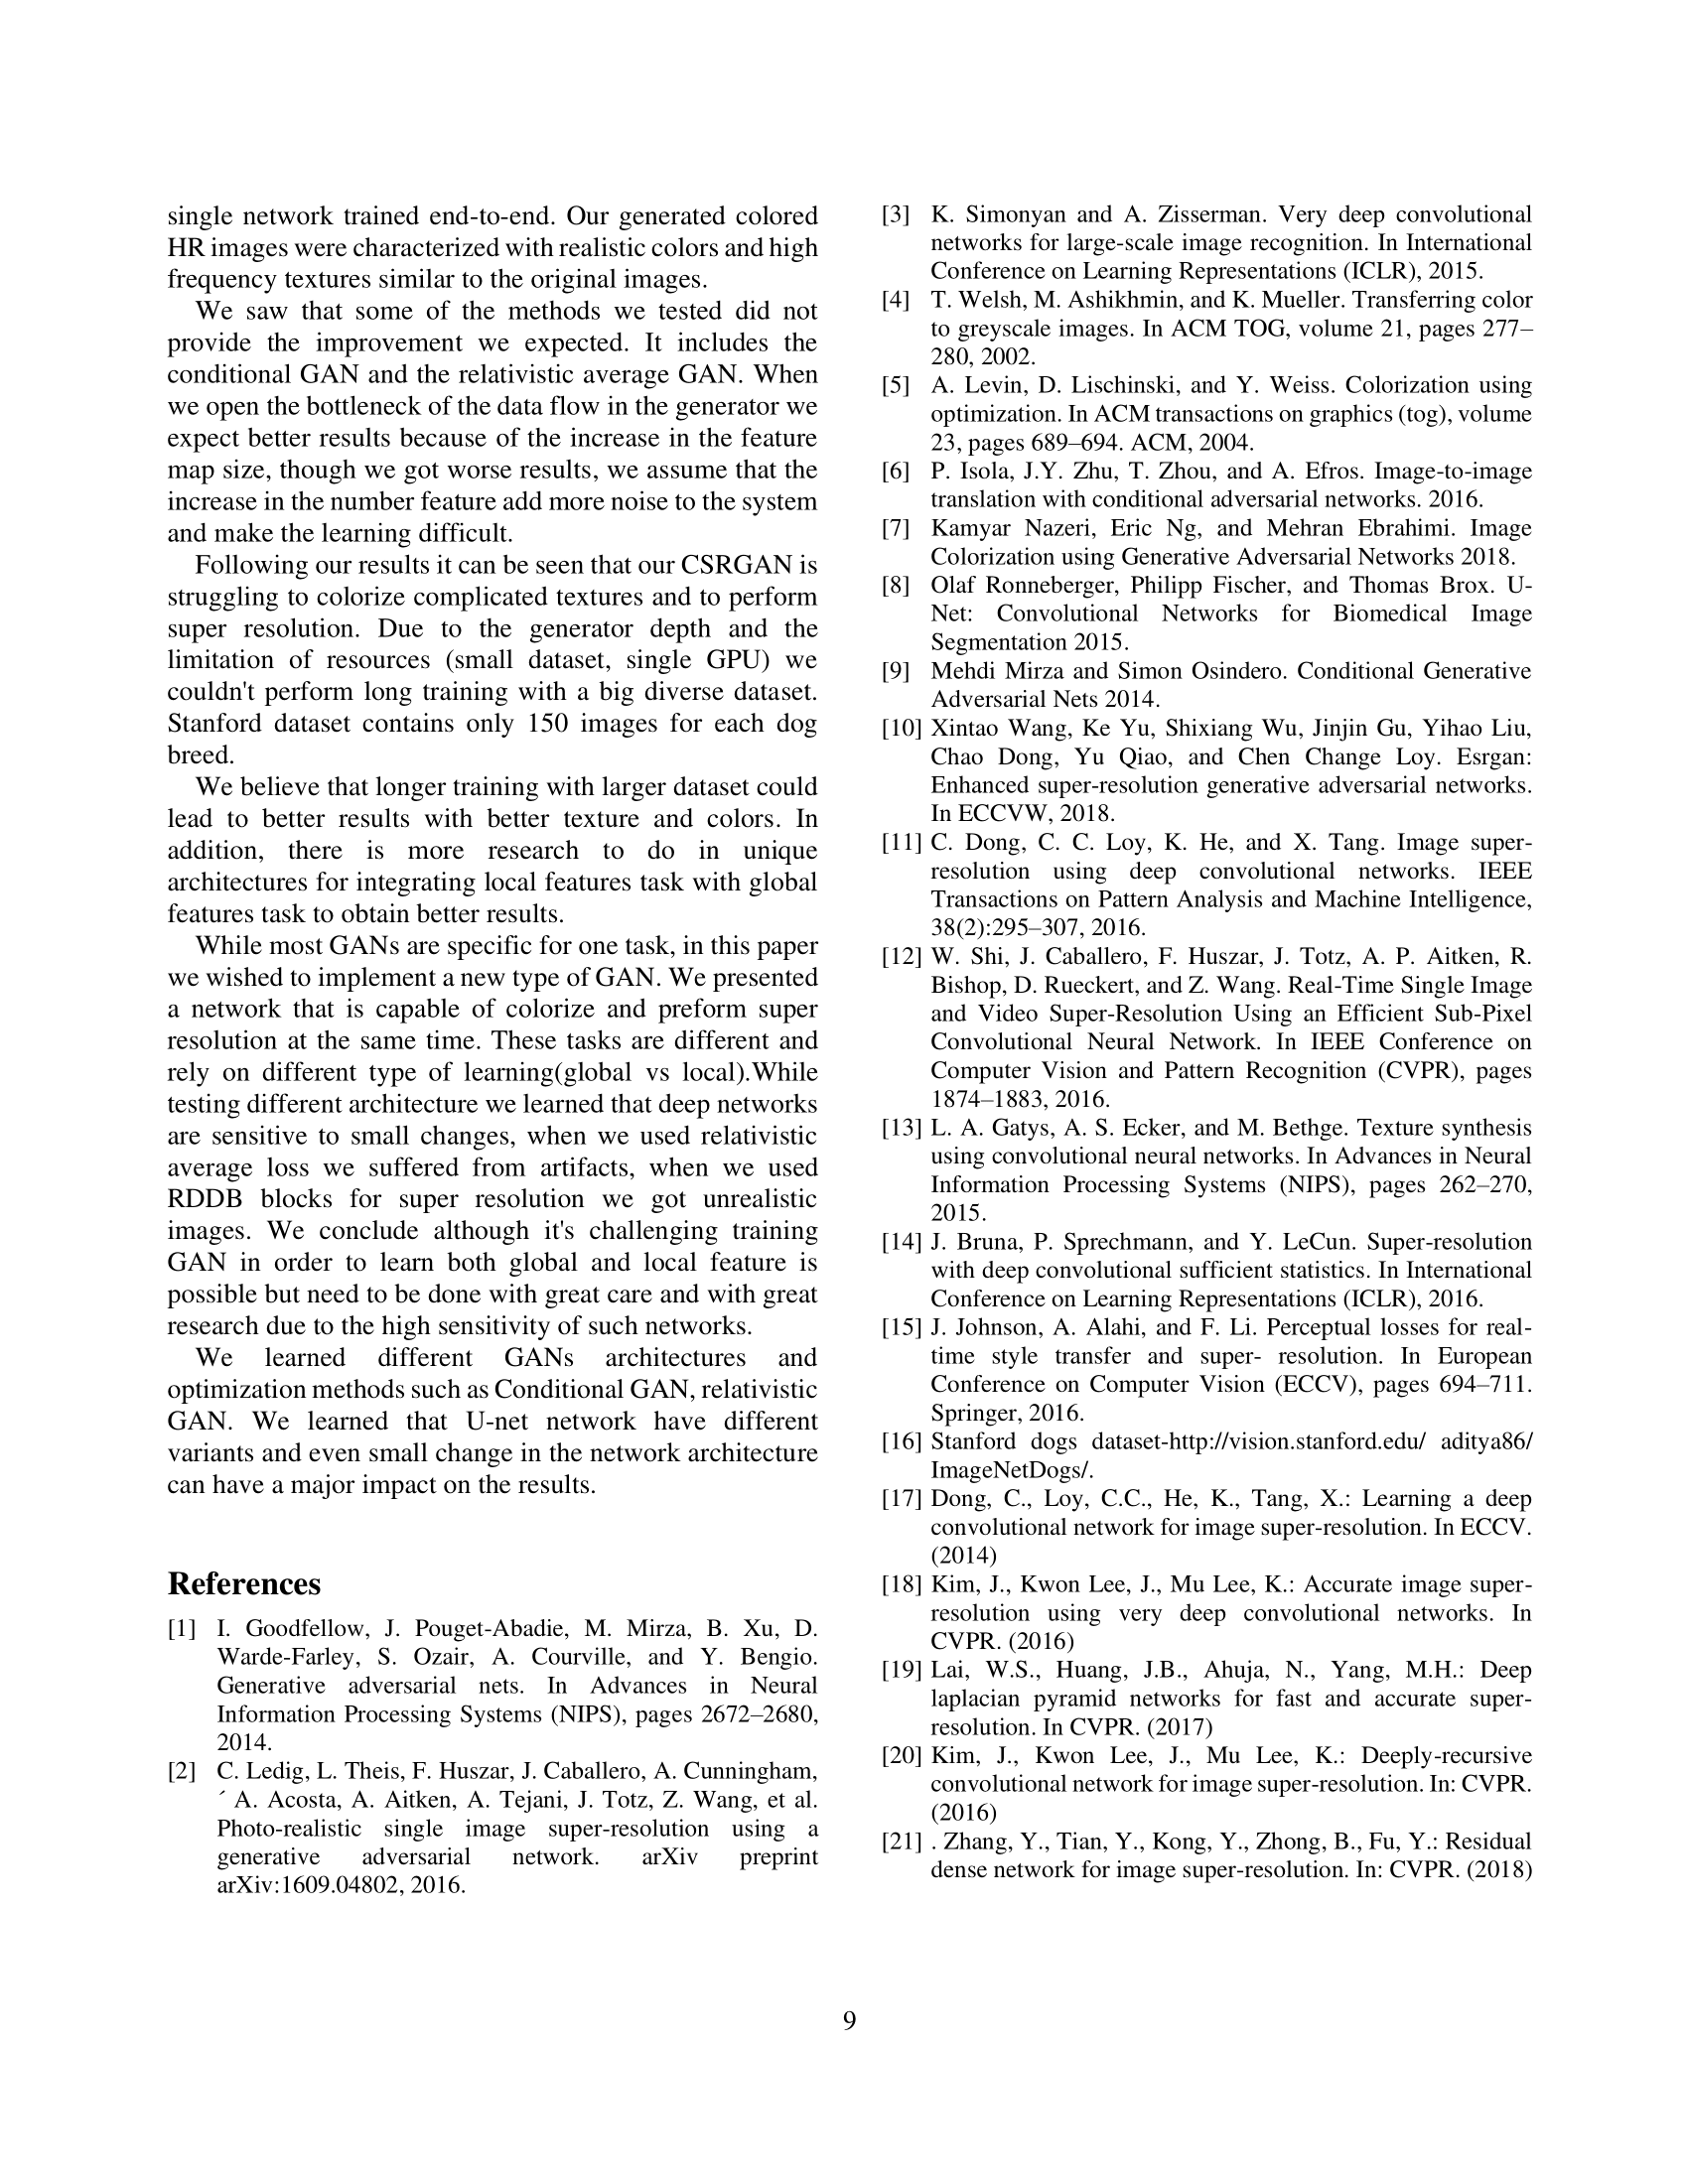 single network trained end-to-end. Our generated colored
HR images were characterized with realistic colors and high
frequency textures similar to the original images.
We saw that some of the methods we tested did not
provide the improvement we expected. It includes the
conditional GAN and the relativistic average GAN. When
we open the bottleneck of the data flow in the generator we
expect better results because of the increase in the feature
map size, though we got worse results, we assume that the
increase in the number feature add more noise to the system
and make the learning difficult.
Following our results it can be seen that our CSRGAN is
struggling to colorize complicated textures and to perform
super resolution. Due to the generator depth and the
limitation of resources (small dataset, single GPU) we
couldn't perform long training with a big diverse dataset.
Stanford dataset contains only 150 images for each dog
breed.
We believe that longer training with larger dataset could
lead to better results with better texture and colors. In
addition, there is more research to do in unique
architectures for integrating local features task with global
features task to obtain better results.
While most GANs are specific for one task, in this paper
we wished to implement a new type of GAN. We presented
a network that is capable of colorize and preform super
resolution at the same time. These tasks are different and
rely on different type of learning(global vs local).While
testing different architecture we learned that deep networks
are sensitive to small changes, when we used relativistic
average loss we suffered from artifacts, when we used
RDDB blocks for super resolution we got unrealistic
images. We conclude although it's challenging training
GAN in order to learn both global and local feature is
possible but need to be done with great care and with great
research due to the high sensitivity of such networks.
We learned different GANs architectures and
optimization methods such as Conditional GAN, relativistic
GAN. We learned that U-net network have different
variants and even small change in the network architecture
can have a major impact on the results.
References
[1] I. Goodfellow, J. Pouget-Abadie, M. Mirza, B. Xu, D.
Warde-Farley, S. Ozair, A. Courville, and Y. Bengio.
Generative adversarial nets. In Advances in Neural
Information Processing Systems (NIPS), pages 2672–2680,
2014.
[2] C. Ledig, L. Theis, F. Huszar, J. Caballero, A. Cunningham,
´ A. Acosta, A. Aitken, A. Tejani, J. Totz, Z. Wang, et al.
Photo-realistic single image super-resolution using a
generative adversarial network. arXiv preprint
arXiv:1609.04802, 2016.
[3] K. Simonyan and A. Zisserman. Very deep convolutional
networks for large-scale image recognition. In International
Conference on Learning Representations (ICLR), 2015.
[4] T. Welsh, M. Ashikhmin, and K. Mueller. Transferring color
to greyscale images. In ACM TOG, volume 21, pages 277–
280, 2002.
[5] A. Levin, D. Lischinski, and Y. Weiss. Colorization using
optimization. In ACM transactions on graphics (tog), volume
23, pages 689–694. ACM, 2004.
[6] P. Isola, J.Y. Zhu, T. Zhou, and A. Efros. Image-to-image
translation with conditional adversarial networks. 2016.
[7] Kamyar Nazeri, Eric Ng, and Mehran Ebrahimi. Image
Colorization using Generative Adversarial Networks 2018.
[8] Olaf Ronneberger, Philipp Fischer, and Thomas Brox. U-
Net: Convolutional Networks for Biomedical Image
Segmentation 2015.
[9] Mehdi Mirza and Simon Osindero. Conditional Generative
Adversarial Nets 2014.
[10] Xintao Wang, Ke Yu, Shixiang Wu, Jinjin Gu, Yihao Liu,
Chao Dong, Yu Qiao, and Chen Change Loy. Esrgan:
Enhanced super-resolution generative adversarial networks.
In ECCVW, 2018.
[11] C. Dong, C. C. Loy, K. He, and X. Tang. Image super-
resolution using deep convolutional networks. IEEE
Transactions on Pattern Analysis and Machine Intelligence,
38(2):295–307, 2016.
[12] W. Shi, J. Caballero, F. Huszar, J. Totz, A. P. Aitken, R.
Bishop, D. Rueckert, and Z. Wang. Real-Time Single Image
and Video Super-Resolution Using an Efficient Sub-Pixel
Convolutional Neural Network. In IEEE Conference on
Computer Vision and Pattern Recognition (CVPR), pages
1874–1883, 2016.
[13] L. A. Gatys, A. S. Ecker, and M. Bethge. Texture synthesis
using convolutional neural networks. In Advances in Neural
Information Processing Systems (NIPS), pages 262–270,
2015.
[14] J. Bruna, P. Sprechmann, and Y. LeCun. Super-resolution
with deep convolutional sufficient statistics. In International
Conference on Learning Representations (ICLR), 2016.
[15] J. Johnson, A. Alahi, and F. Li. Perceptual losses for real-
time style transfer and super- resolution. In European
Conference on Computer Vision (ECCV), pages 694–711.
Springer, 2016.
[16] Stanford dogs dataset-http://vision.stanford.edu/ aditya86/
ImageNetDogs/.
[17] Dong, C., Loy, C.C., He, K., Tang, X.: Learning a deep
convolutional network for image super-resolution. In ECCV.
(2014)
[18] Kim, J., Kwon Lee, J., Mu Lee, K.: Accurate image super-
resolution using very deep convolutional networks. In
CVPR. (2016)
[19] Lai, W.S., Huang, J.B., Ahuja, N., Yang, M.H.: Deep
laplacian pyramid networks for fast and accurate super-
resolution. In CVPR. (2017)
[20] Kim, J., Kwon Lee, J., Mu Lee, K.: Deeply-recursive
convolutional network for image super-resolution. In: CVPR.
(2016)
[21] . Zhang, Y., Tian, Y., Kong, Y., Zhong, B., Fu, Y.: Residual
dense network for image super-resolution. In: CVPR. (2018)
9